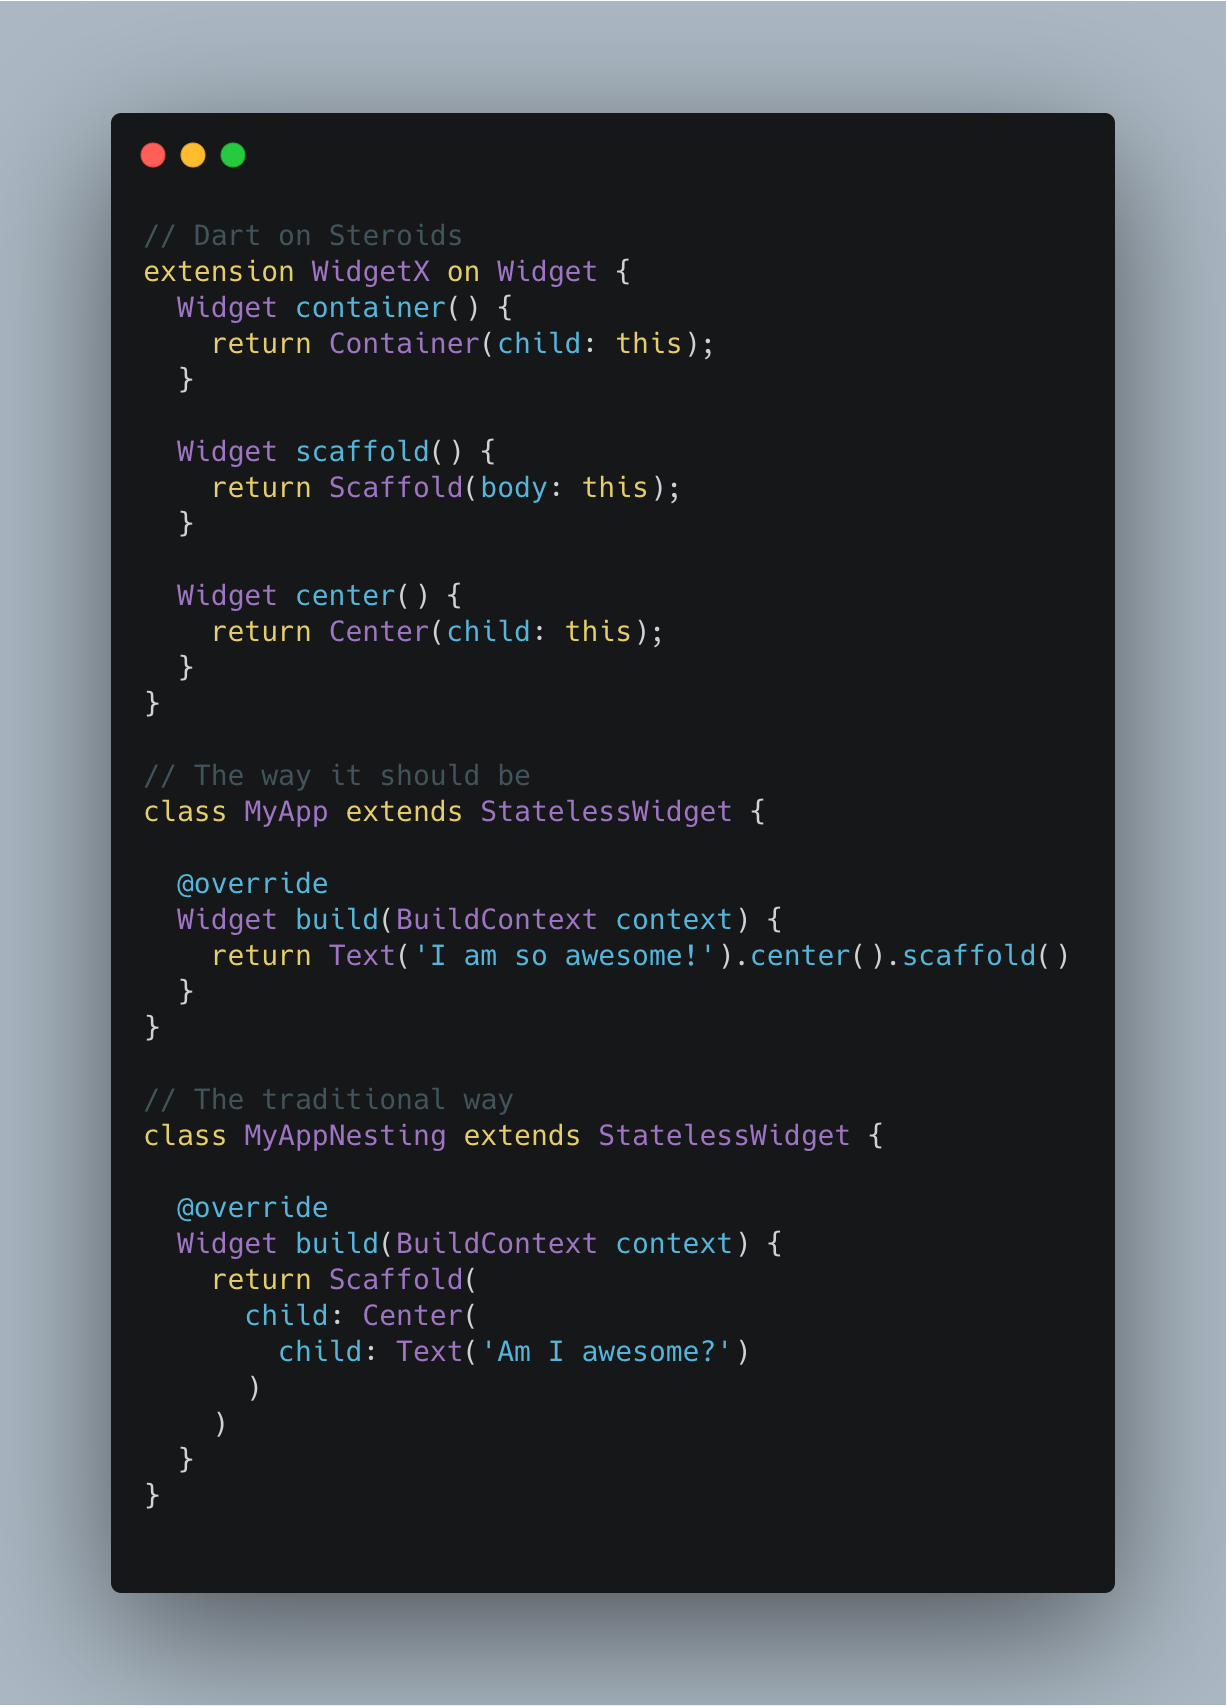 // Dart on Steroids
extension WidgetX on Widget {
  Widget container() {
    return Container(child: this);
  }

  Widget scaffold() {
    return Scaffold(body: this);
  }

  Widget center() {
    return Center(child: this);
  }
}

// The way it should be
class MyApp extends StatelessWidget {

  @override
  Widget build(BuildContext context) {
    return Text('I am so awesome!').center().scaffold()
  }
}

// The traditional way
class MyAppNesting extends StatelessWidget {

  @override
  Widget build(BuildContext context) {
    return Scaffold(
      child: Center(
        child: Text('Am I awesome?')
      )
    )
  }
}